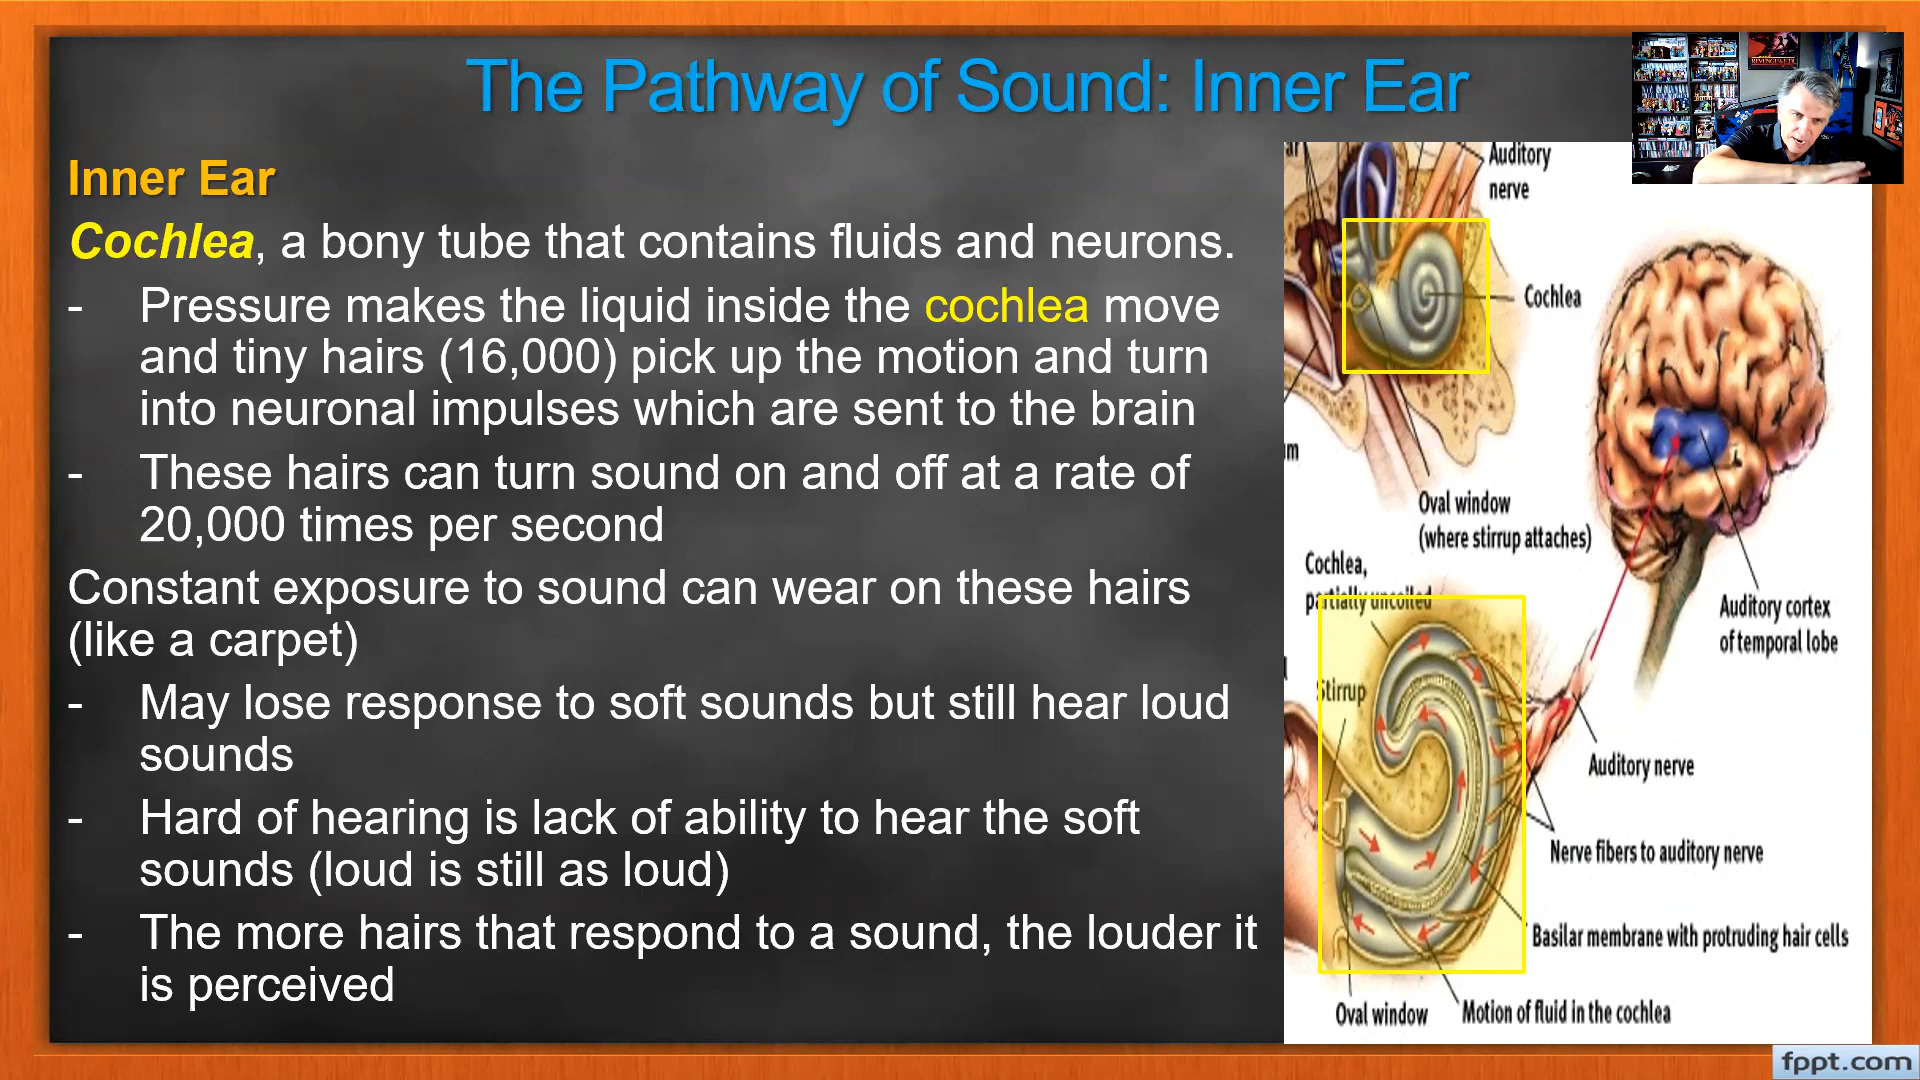 The Pathway of Sound: Inner Ear
Inner Ear
Cochlea, a bony tube that contains fluids and neurons.
- Pressure makes the liquid inside the cochlea move
and tiny hairs (16,000) pick up the motion and turn
into neuronal impulses which are sent to the brain
- These hairs can turn sound on and off at a rate of
20,000 times per second
Constant exposure to sound can wear on these hairs
(like a carpet)
- May lose response to soft sounds but still hear loud
sounds
- Hard of hearing is lack of ability to hear the soft
sounds (loud is still as loud)
- The more hairs that respond to a sound, the louder it
is perceived
Auditory
nerve
Cochlea
Oval window
(where stirrup attaches)
Cochlea,
partially uncoiled
Stirrup
Auditory cortex
of temporal lobe
Auditory nerve
Nerve fibers to auditory nerve
Basilar membrane with protruding hair cells
Oval window
Motion of fluid in the cochlea
fppt.com